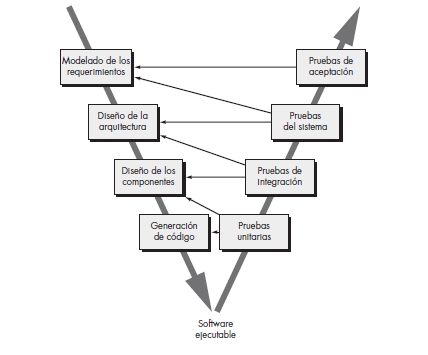 Modelado de los
requerimientos
Pruebas de
aceptación
Diseño de la
arquitectura
Pruebas
del sistema
Diseño de los
componentes
Pruebas de
integración
Generación
de código
Pruebas
unitarias
Software
ejecutable